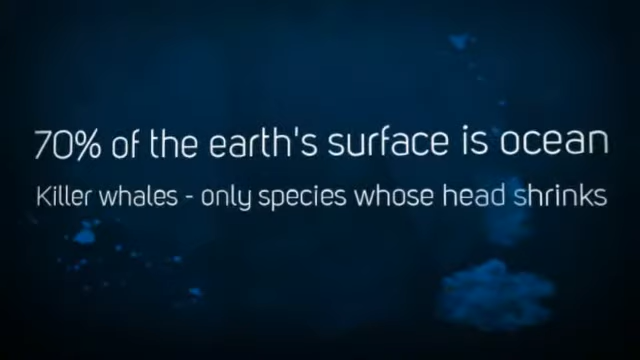 70% of the earth's surface is ocean
Killer whales - only species whose head shrinks